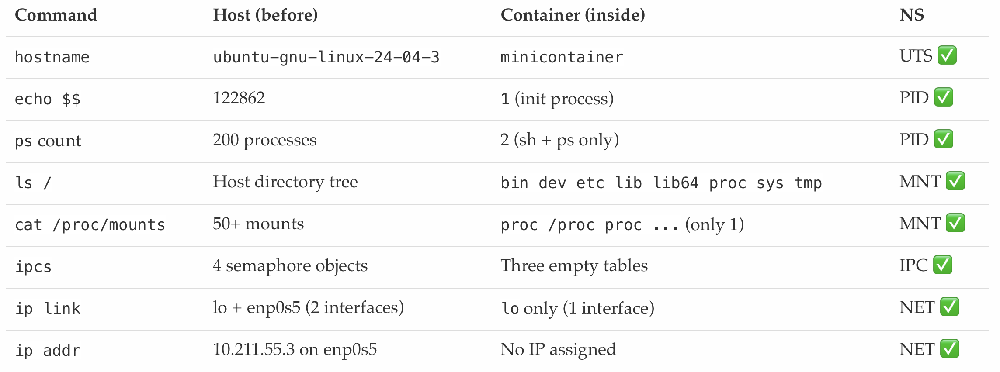 Command Host (before) Container (inside) NS
hostname ubuntu-gnu-linux-24-04-3 minicontainer UTS ✅
echo $$ 122862 1 (init process) PID ✅
ps count 200 processes 2 (sh + ps only) PID ✅
ls / Host directory tree bin dev etc lib lib64 proc sys tmp MNT ✅
cat /proc/mounts 50+ mounts proc /proc proc ... (only 1) MNT ✅
ipcs 4 semaphore objects Three empty tables IPC ✅
ip link lo + enp0s5 (2 interfaces) lo only (1 interface) NET ✅
ip addr 10.211.55.3 on enp0s5 No IP assigned NET ✅